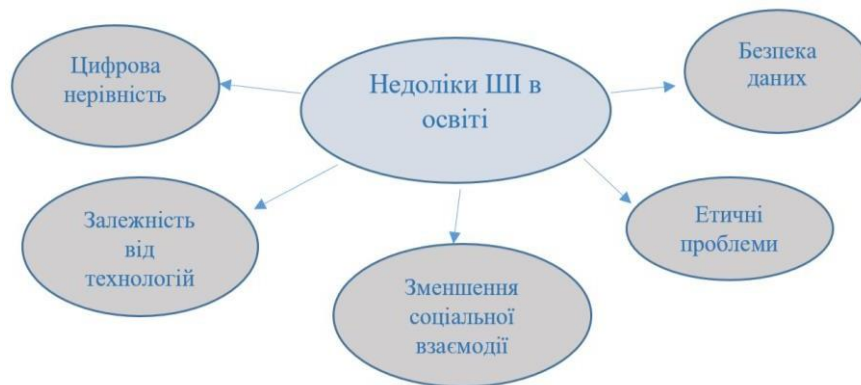 Цифрова
нерівність
Недоліки ШІ в
освіті
Безпека
даних
Залежність
від
технологій
Зменшення
соціальної
взаємодії
Етичні
проблеми